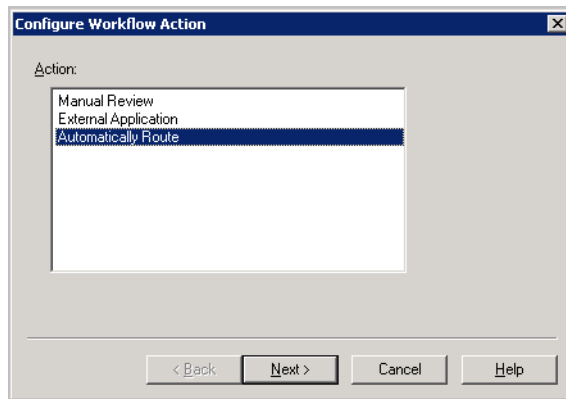 Configure Workflow Action
Action:
Manual Review
External Application
Automatically Route
< Back Next > Cancel Help